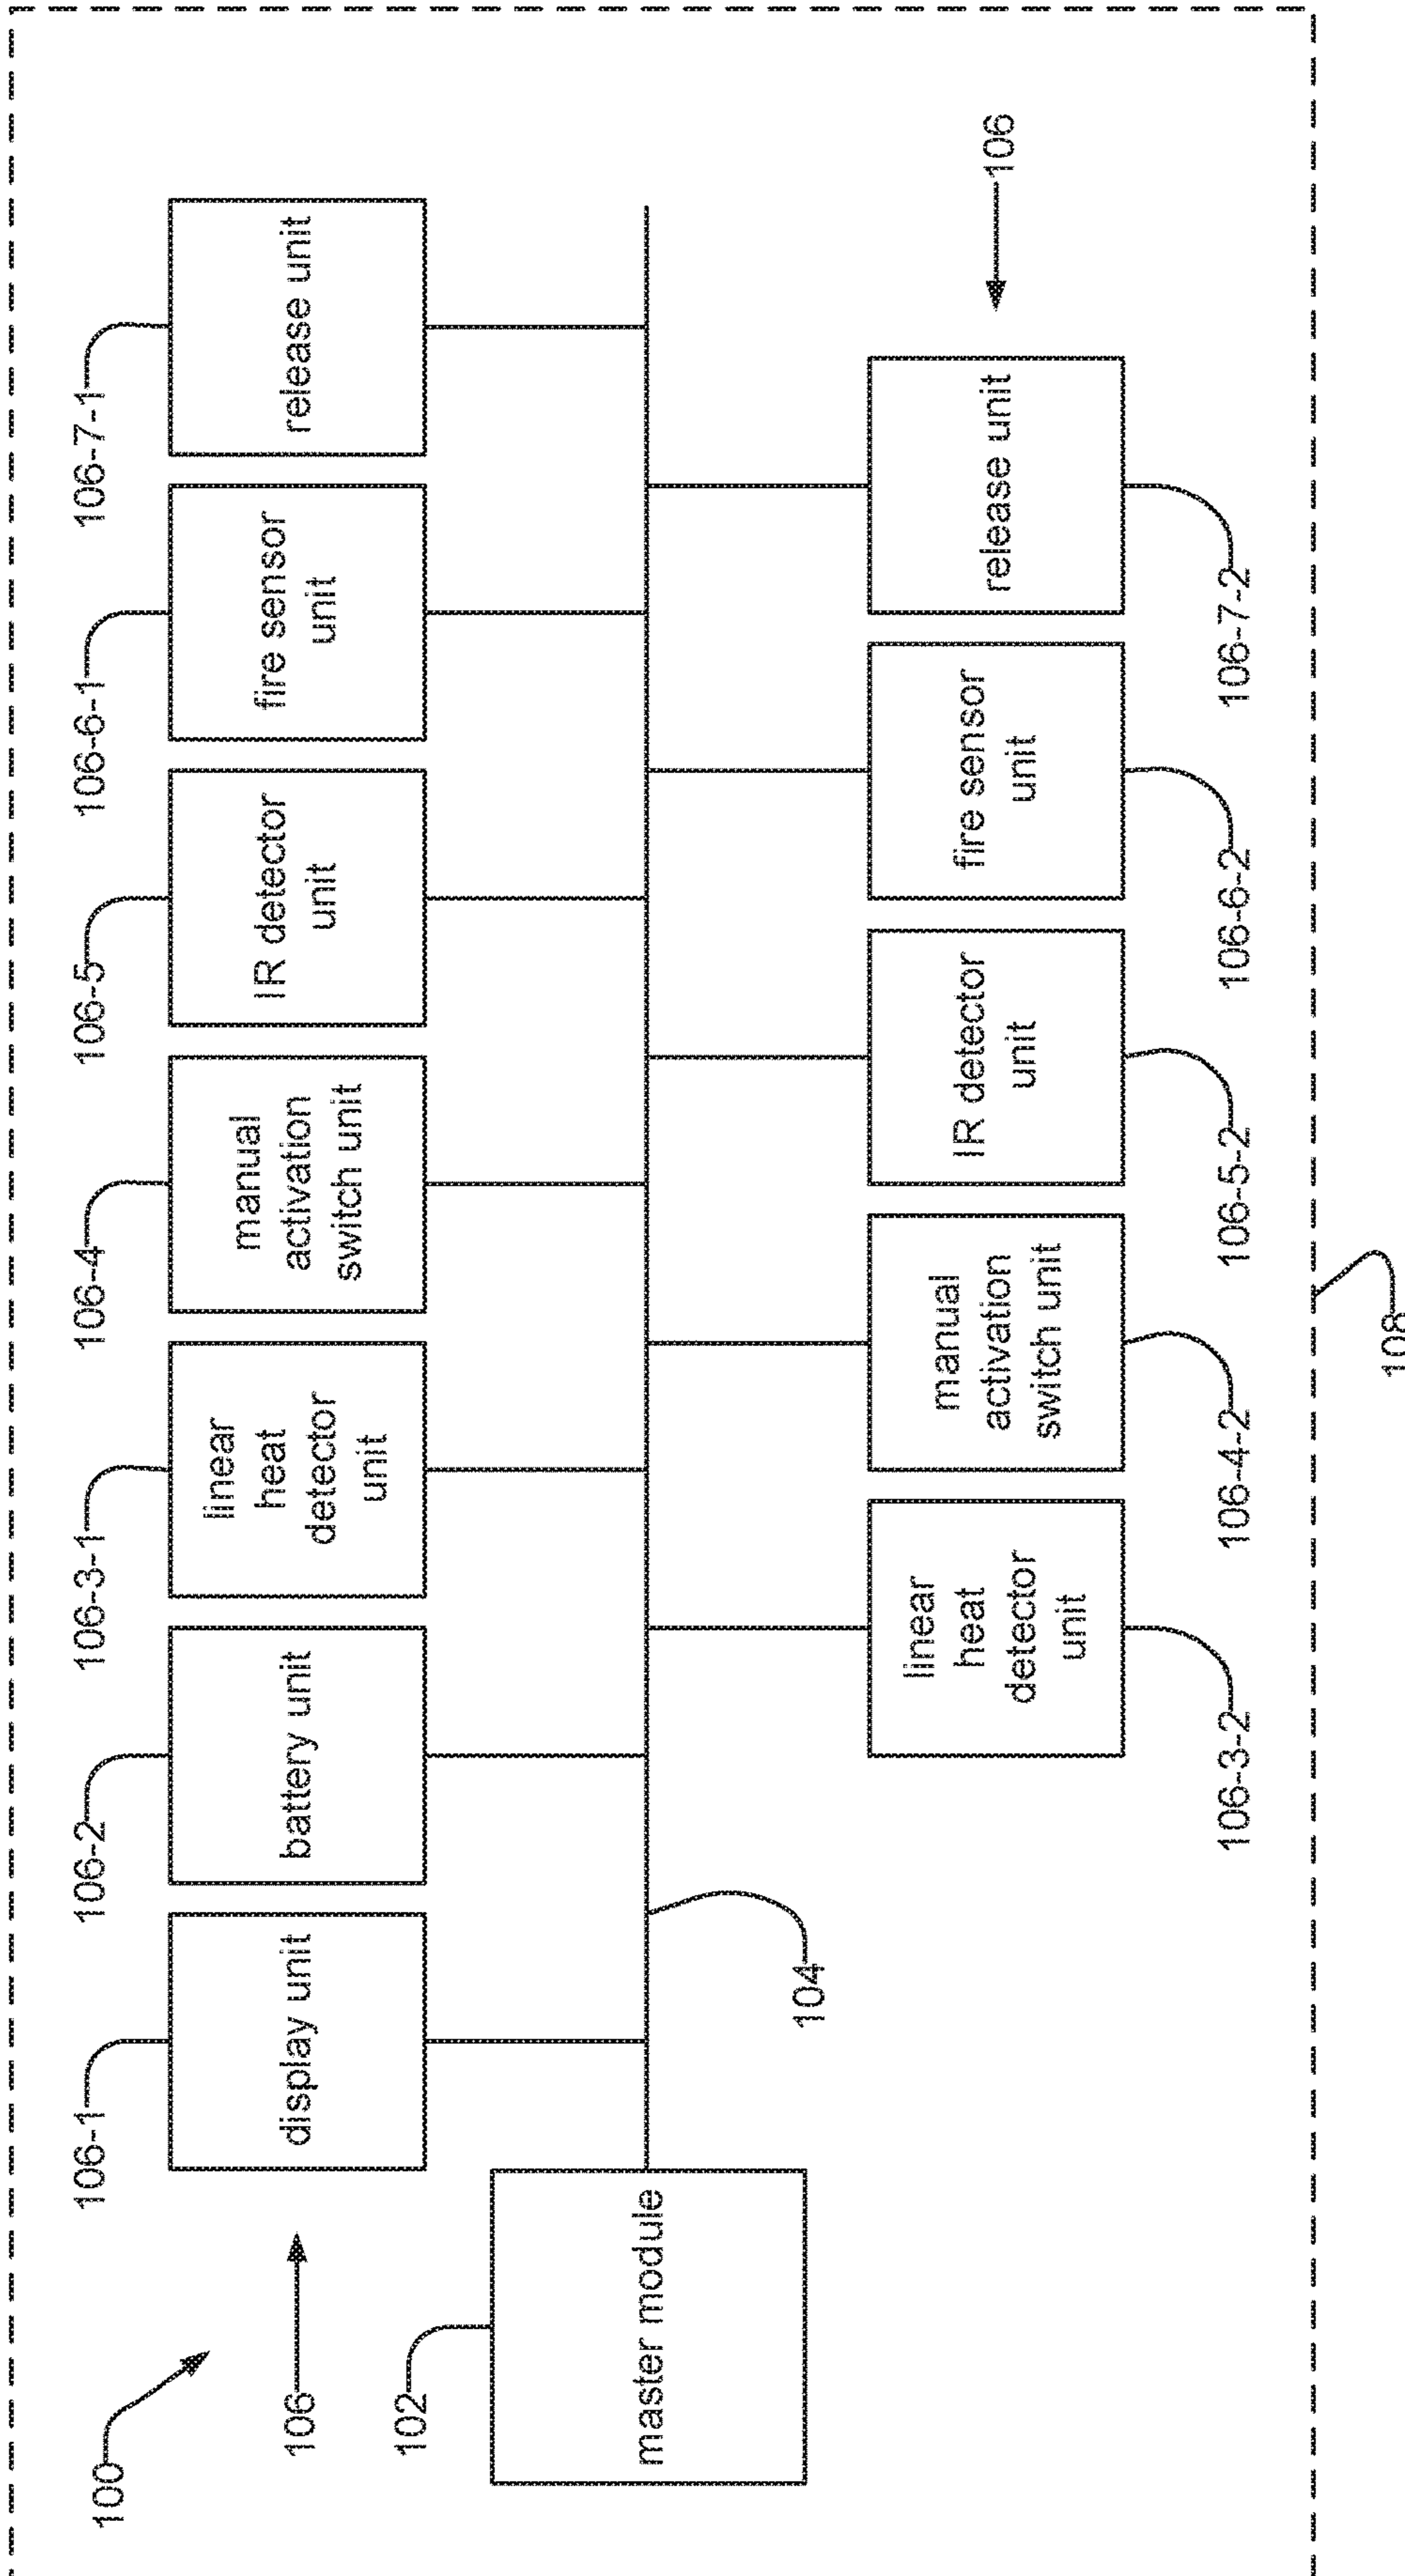 100
106
106-1
106-2
106-3-1
106-4
106-5
106-6-1
106-7-1
display unit
battery unit
linear
heat
detector
unit
manual
activation
switch unit
IR detector
unit
fire sensor
unit
release unit
102
master module
104
106
linear
heat
detector
unit
manual
activation
switch unit
IR detector
unit
fire sensor
unit
release unit
106-3-2
106-4-2
106-5-2
106-6-2
106-7-2
108